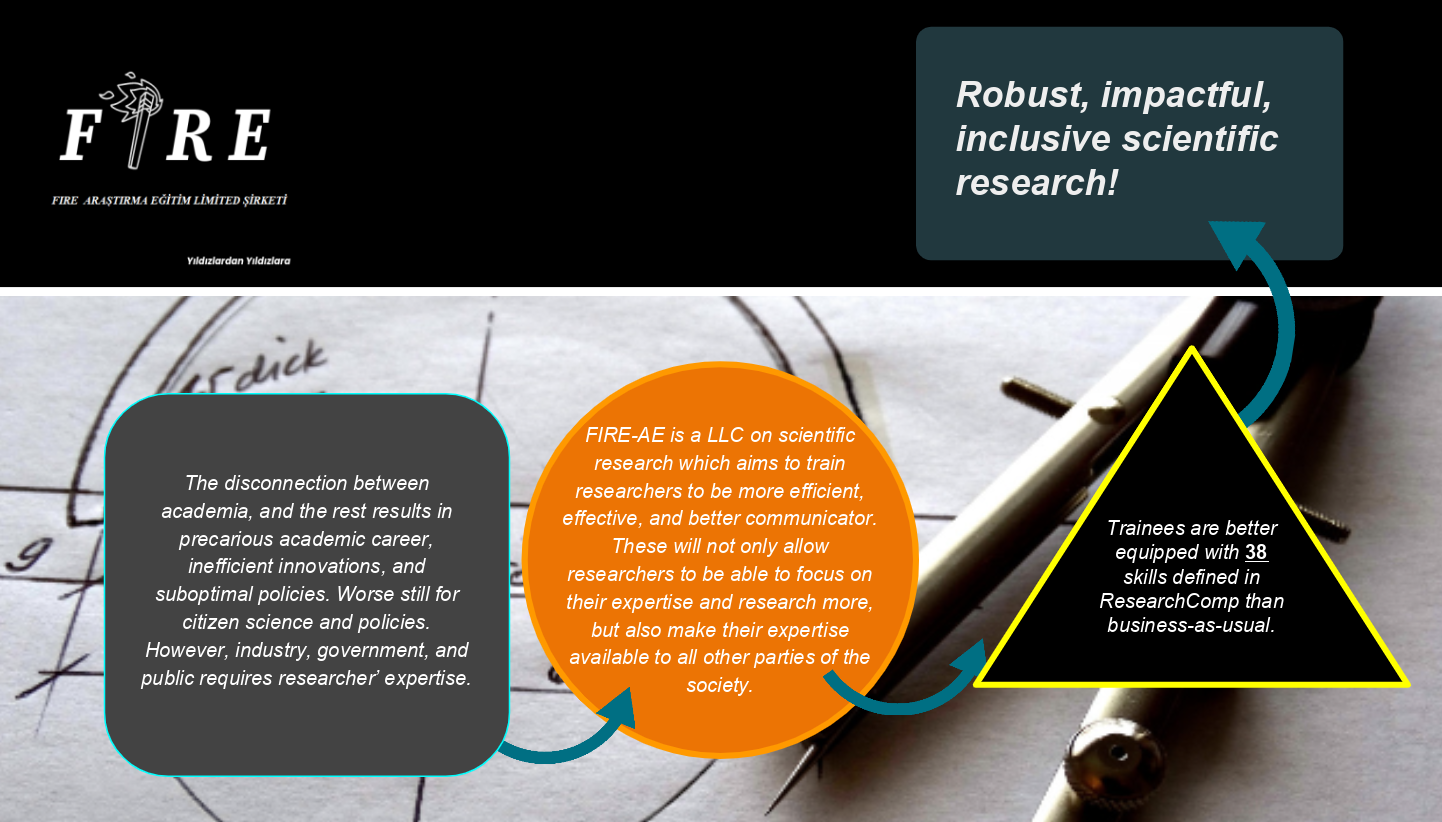 FIRE
FIRE ARAŞTIRMA EĞİTİM LİMİTED ŞİRKETİ
Yıldızlardan Yıldızlara
Robust, impactful,
inclusive scientific
research!
erdick
g
The disconnection between
academia, and the rest results in
precarious academic career,
inefficient innovations, and
suboptimal policies. Worse still for
citizen science and policies.
However, industry, government, and
public requires researcher’ expertise.
FIRE-AE is a LLC on scientific
research which aims to train
researchers to be more efficient,
effective, and better communicator.
These will not only allow
researchers to be able to focus on
their expertise and research more,
but also make their expertise
available to all other parties of the
society.
Trainees are better
equipped with 38
skills defined in
ResearchComp than
business-as-usual.